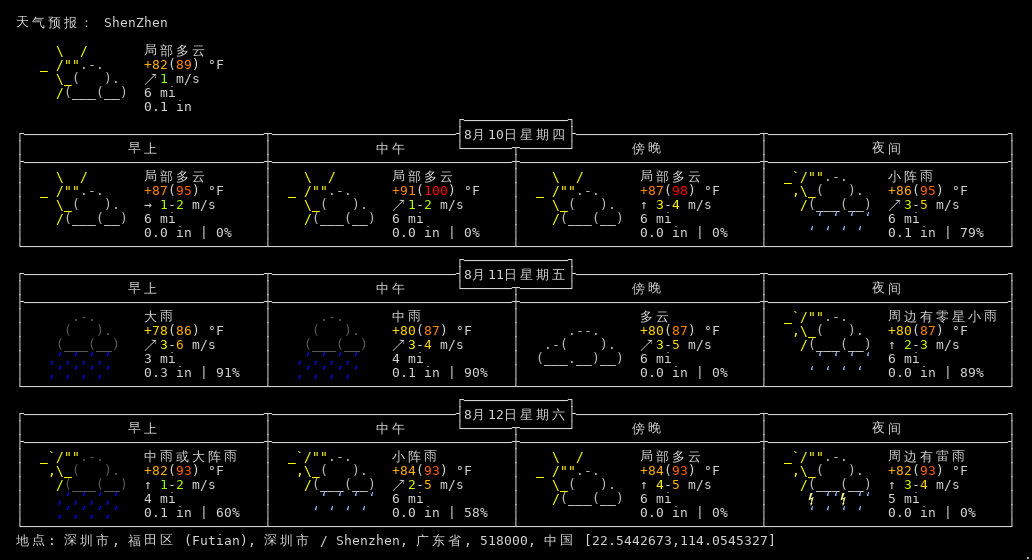 天气预报： ShenZhen
局部多云
+82(89) °F
↗1 m/s
6 mi
0.1 in
8月10日星期四
早上 中午 傍晚 夜间
局部多云 局部多云 局部多云 小阵雨
+87(95) °F +91(100) °F +87(98) °F +86(95) °F
→ 1-2 m/s ↗1-2 m/s ↑ 3-4 m/s ↗3-5 m/s
6 mi 6 mi 6 mi 6 mi
0.0 in | 0% 0.0 in | 0% 0.0 in | 0% 0.1 in | 79%
8月11日星期五
早上 中午 傍晚 夜间
大雨 中雨 多云 周边有零星小雨
+78(86) °F +80(87) °F +80(87) °F +80(87) °F
↗3-6 m/s ↗3-4 m/s ↗3-5 m/s ↑ 2-3 m/s
3 mi 4 mi 6 mi 6 mi
0.3 in | 91% 0.1 in | 90% 0.0 in | 0% 0.0 in | 89%
8月12日星期六
早上 中午 傍晚 夜间
中雨或大阵雨 小阵雨 局部多云 周边有雷雨
+82(93) °F +84(93) °F +84(93) °F +82(93) °F
↑ 1-2 m/s ↗2-5 m/s ↑ 4-5 m/s ↑ 3-4 m/s
4 mi 6 mi 6 mi 5 mi
0.1 in | 60% 0.0 in | 58% 0.0 in | 0% 0.0 in | 0%
地点: 深圳市, 福田区 (Futian), 深圳市 / Shenzhen, 广东省, 518000, 中国 [22.5442673,114.0545327]